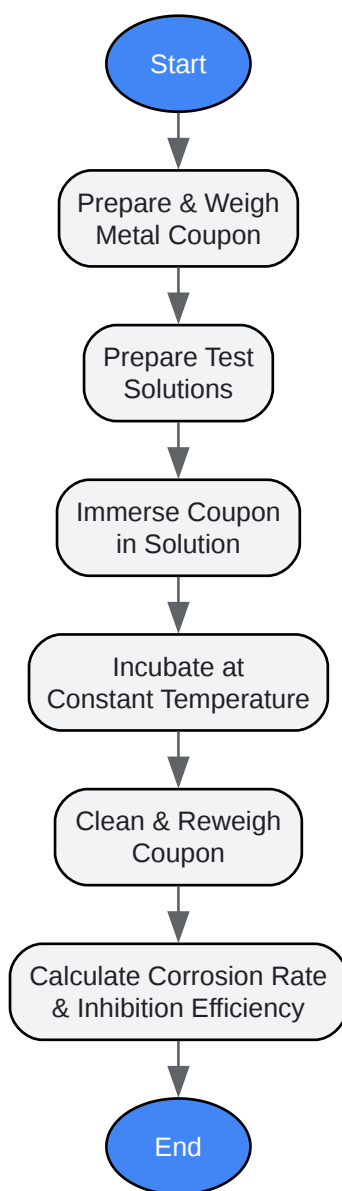 Start
Prepare & Weigh
Metal Coupon
Prepare Test
Solutions
Immerse Coupon
in Solution
Incubate at
Constant Temperature
Clean & Reweigh
Coupon
Calculate Corrosion Rate
& Inhibition Efficiency
End